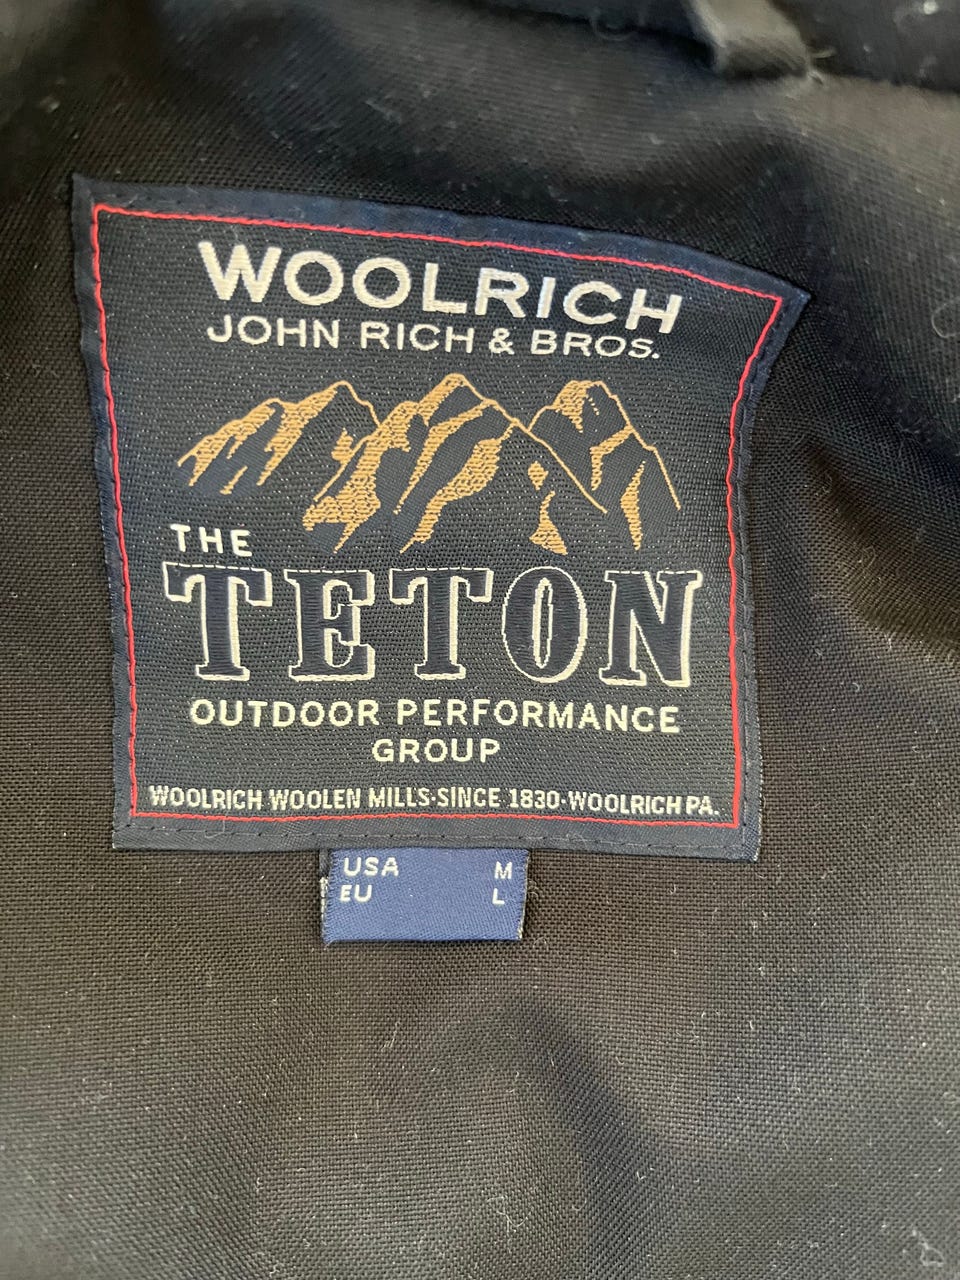 WOOLRICH
JOHN RICH & BROS.
THE
TETON
OUTDOOR PERFORMANCE
GROUP
WOOLRICH WOOLEN MILLS·SINCE 1830·WOOLRICH PA.
USA M
EU L